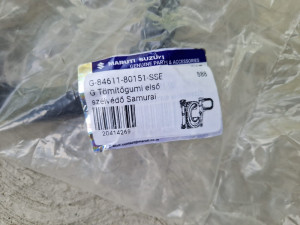 MARUTI SUZUKI
GENUINE PARTS & ACCESSORIES
G-84611-80151-SSE
G Tömítőgumi első
szélvédő Samurai
20414269